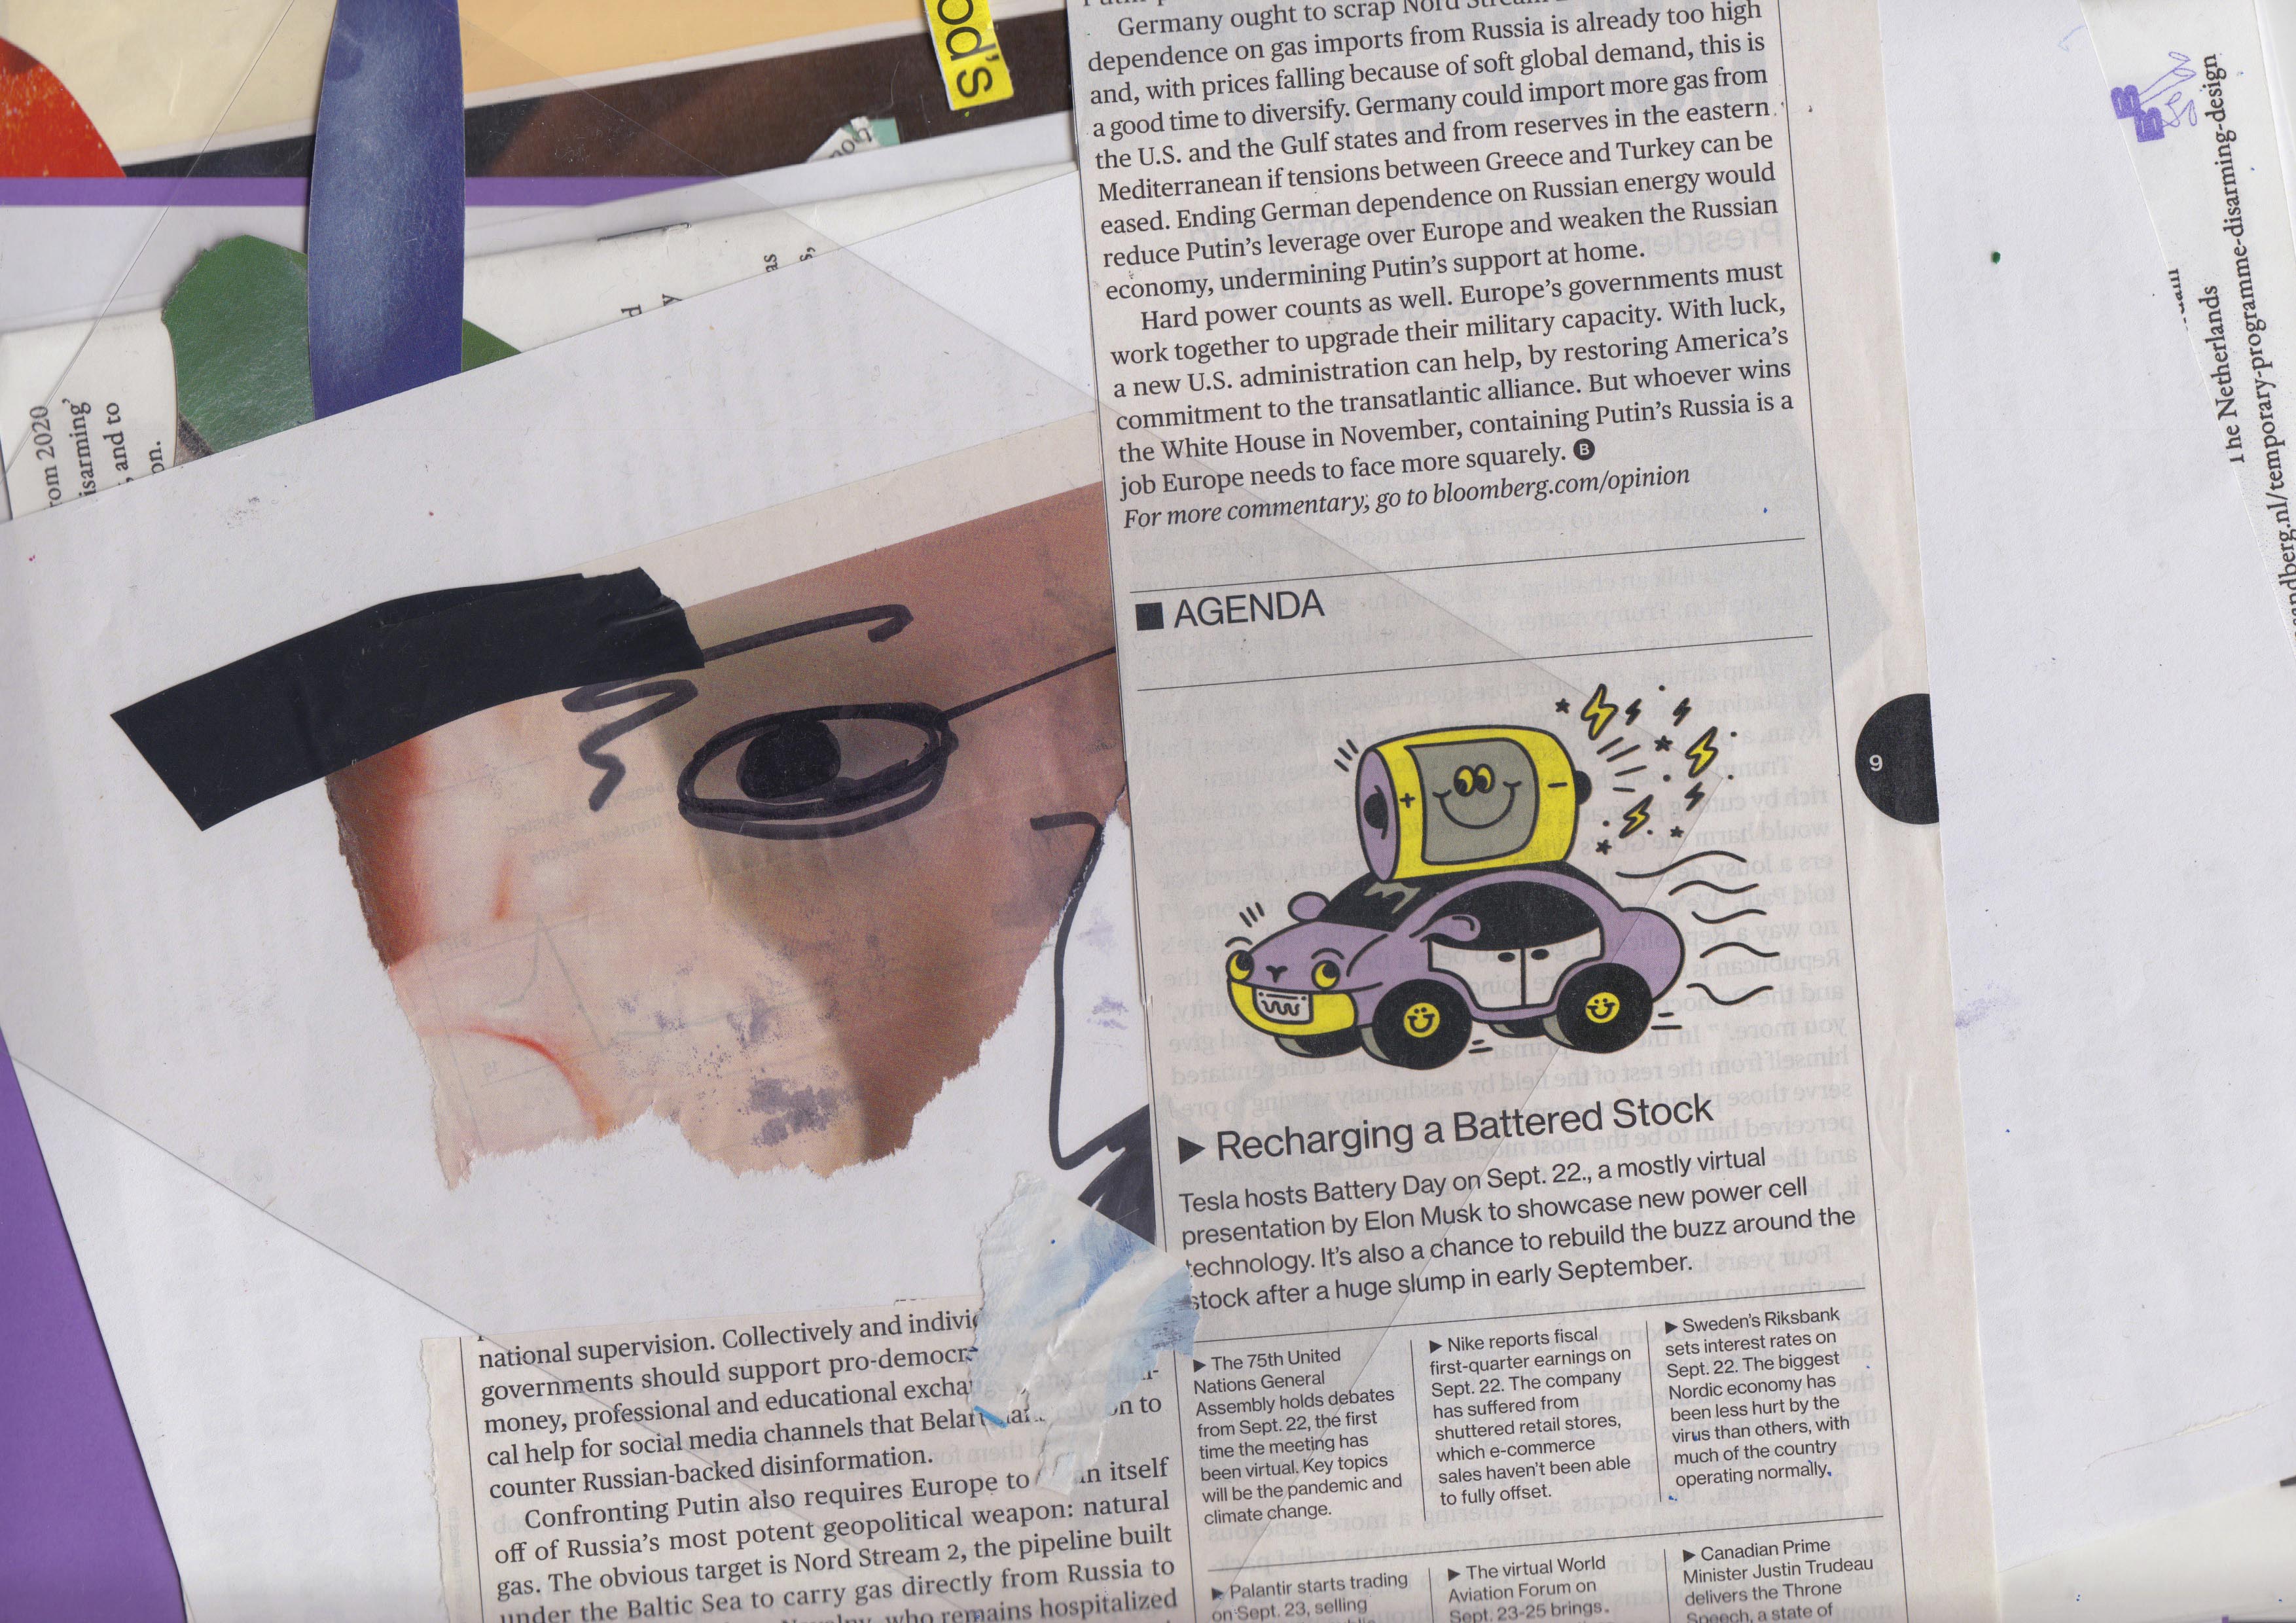 Germany ought to scrap Nord
dependence on gas imports from Russia is already too high
and, with prices falling because of soft global demand, this is
a good time to diversify. Germany could import more gas from
the U.S. and the Gulf states and from reserves in the eastern
Mediterranean if tensions between Greece and Turkey can be
eased. Ending German dependence on Russian energy would
reduce Putin's leverage over Europe and weaken the Russian
economy, undermining Putin's support at home.
Hard power counts as well. Europe's governments must
work together to upgrade their military capacity. With luck,
a new U.S. administration can help, by restoring America's
commitment to the transatlantic alliance. But whoever wins
the White House in November, containing Putin's Russia is a
job Europe needs to face more squarely. B
For more commentary, go to bloomberg.com/opinion
■ AGENDA
+ −
9
▶ Recharging a Battered Stock
Tesla hosts Battery Day on Sept. 22., a mostly virtual
presentation by Elon Musk to showcase new power cell
technology. It's also a chance to rebuild the buzz around the
stock after a huge slump in early September.
▶ The 75th United
Nations General
Assembly holds debates
from Sept. 22, the first
time the meeting has
been virtual. Key topics
will be the pandemic and
climate change.
▶ Nike reports fiscal
first-quarter earnings on
Sept. 22. The company
has suffered from
shuttered retail stores,
which e-commerce
sales haven't been able
to fully offset.
▶ Sweden's Riksbank
sets interest rates on
Sept. 22. The biggest
Nordic economy has
been less hurt by the
virus than others, with
much of the country
operating normally.
▶ Palantir starts trading
on Sept. 23, selling
▶ The virtual World
Aviation Forum on
Sept. 23-25 brings
▶ Canadian Prime
Minister Justin Trudeau
delivers the Throne
Speech, a state of
national supervision. Collectively and
governments should support
money, professional and educational
cal help for social media channels that on to
counter Russian-backed disinformation.
Confronting Putin also requires Europe to itself
off of Russia's most potent geopolitical weapon: natural
gas. The obvious target is Nord Stream 2, the pipeline built
under the Baltic Sea to carry gas directly from Russia to
who remains hospitalized
od's
rom 2020
isarming'
and to
on.
The Netherlands
andberg.nl/temporary-programme-disarming-design